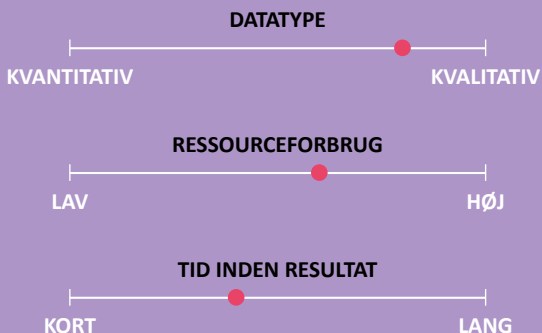 DATATYPE
KVANTITATIV KVALITATIV
RESSOURCEFORBRUG
LAV HØJ
TID INDEN RESULTAT
KORT LANG